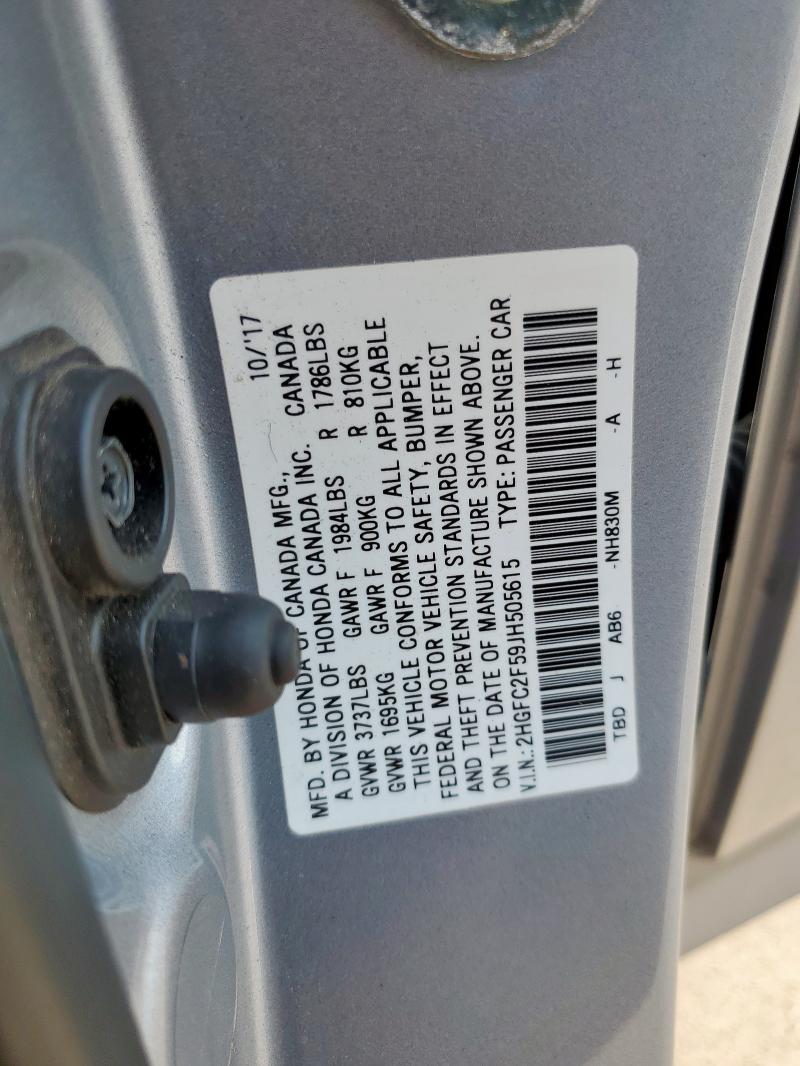 10/'17
MFD. BY HONDA OF CANADA MFG.,
A DIVISION OF HONDA CANADA INC. CANADA
GVWR 3737LBS GAWR F 1984LBS R 1786LBS
GVWR 1695KG GAWR F 900KG R 810KG
THIS VEHICLE CONFORMS TO ALL APPLICABLE
FEDERAL MOTOR VEHICLE SAFETY, BUMPER,
AND THEFT PREVENTION STANDARDS IN EFFECT
ON THE DATE OF MANUFACTURE SHOWN ABOVE.
V.I.N.: 2HGFC2F59JH505615 TYPE: PASSENGER CAR
TBD J AB6 -NH830M -A -H